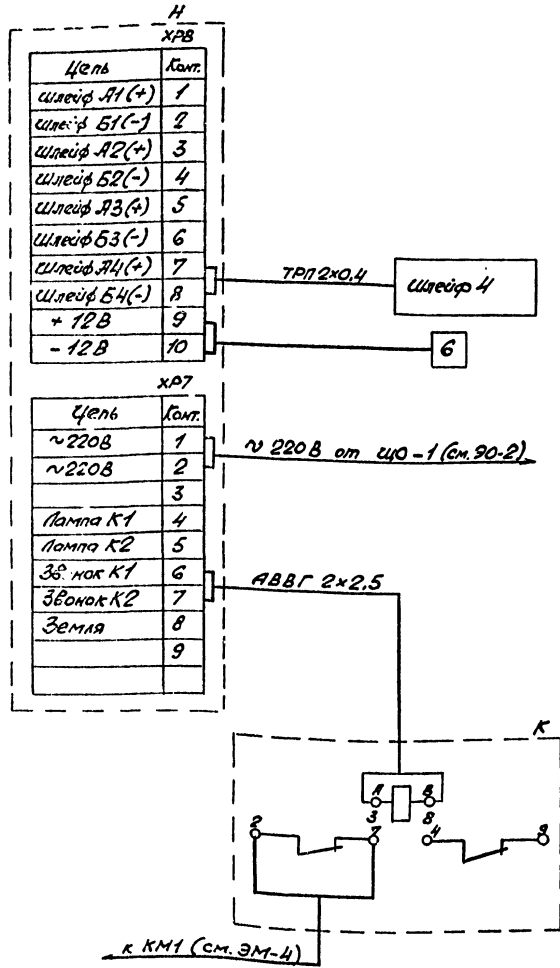 Н
ХР8
Цепь Конт.
Шлейф А1(+) 1
Шлейф Б1(-) 2
Шлейф А2(+) 3
Шлейф Б2(-) 4
Шлейф А3(+) 5
Шлейф Б3(-) 6
Шлейф А4(+) 7
Шлейф Б4(-) 8
+ 12В 9
- 12В 10
ТРП 2х0.4
Шлейф 4
6
ХР7
Цепь Конт.
~220В 1
~220В 2
3
Лампа К1 4
Лампа К2 5
Зв. нок К1 6
Звонок К2 7
Земля 8
9
~ 220В от ЩО-1 (см. ЭО-2)
АВВГ 2х2.5
К
А В
3 8
2 7 4 9
к КМ1 (см. ЭМ-4)